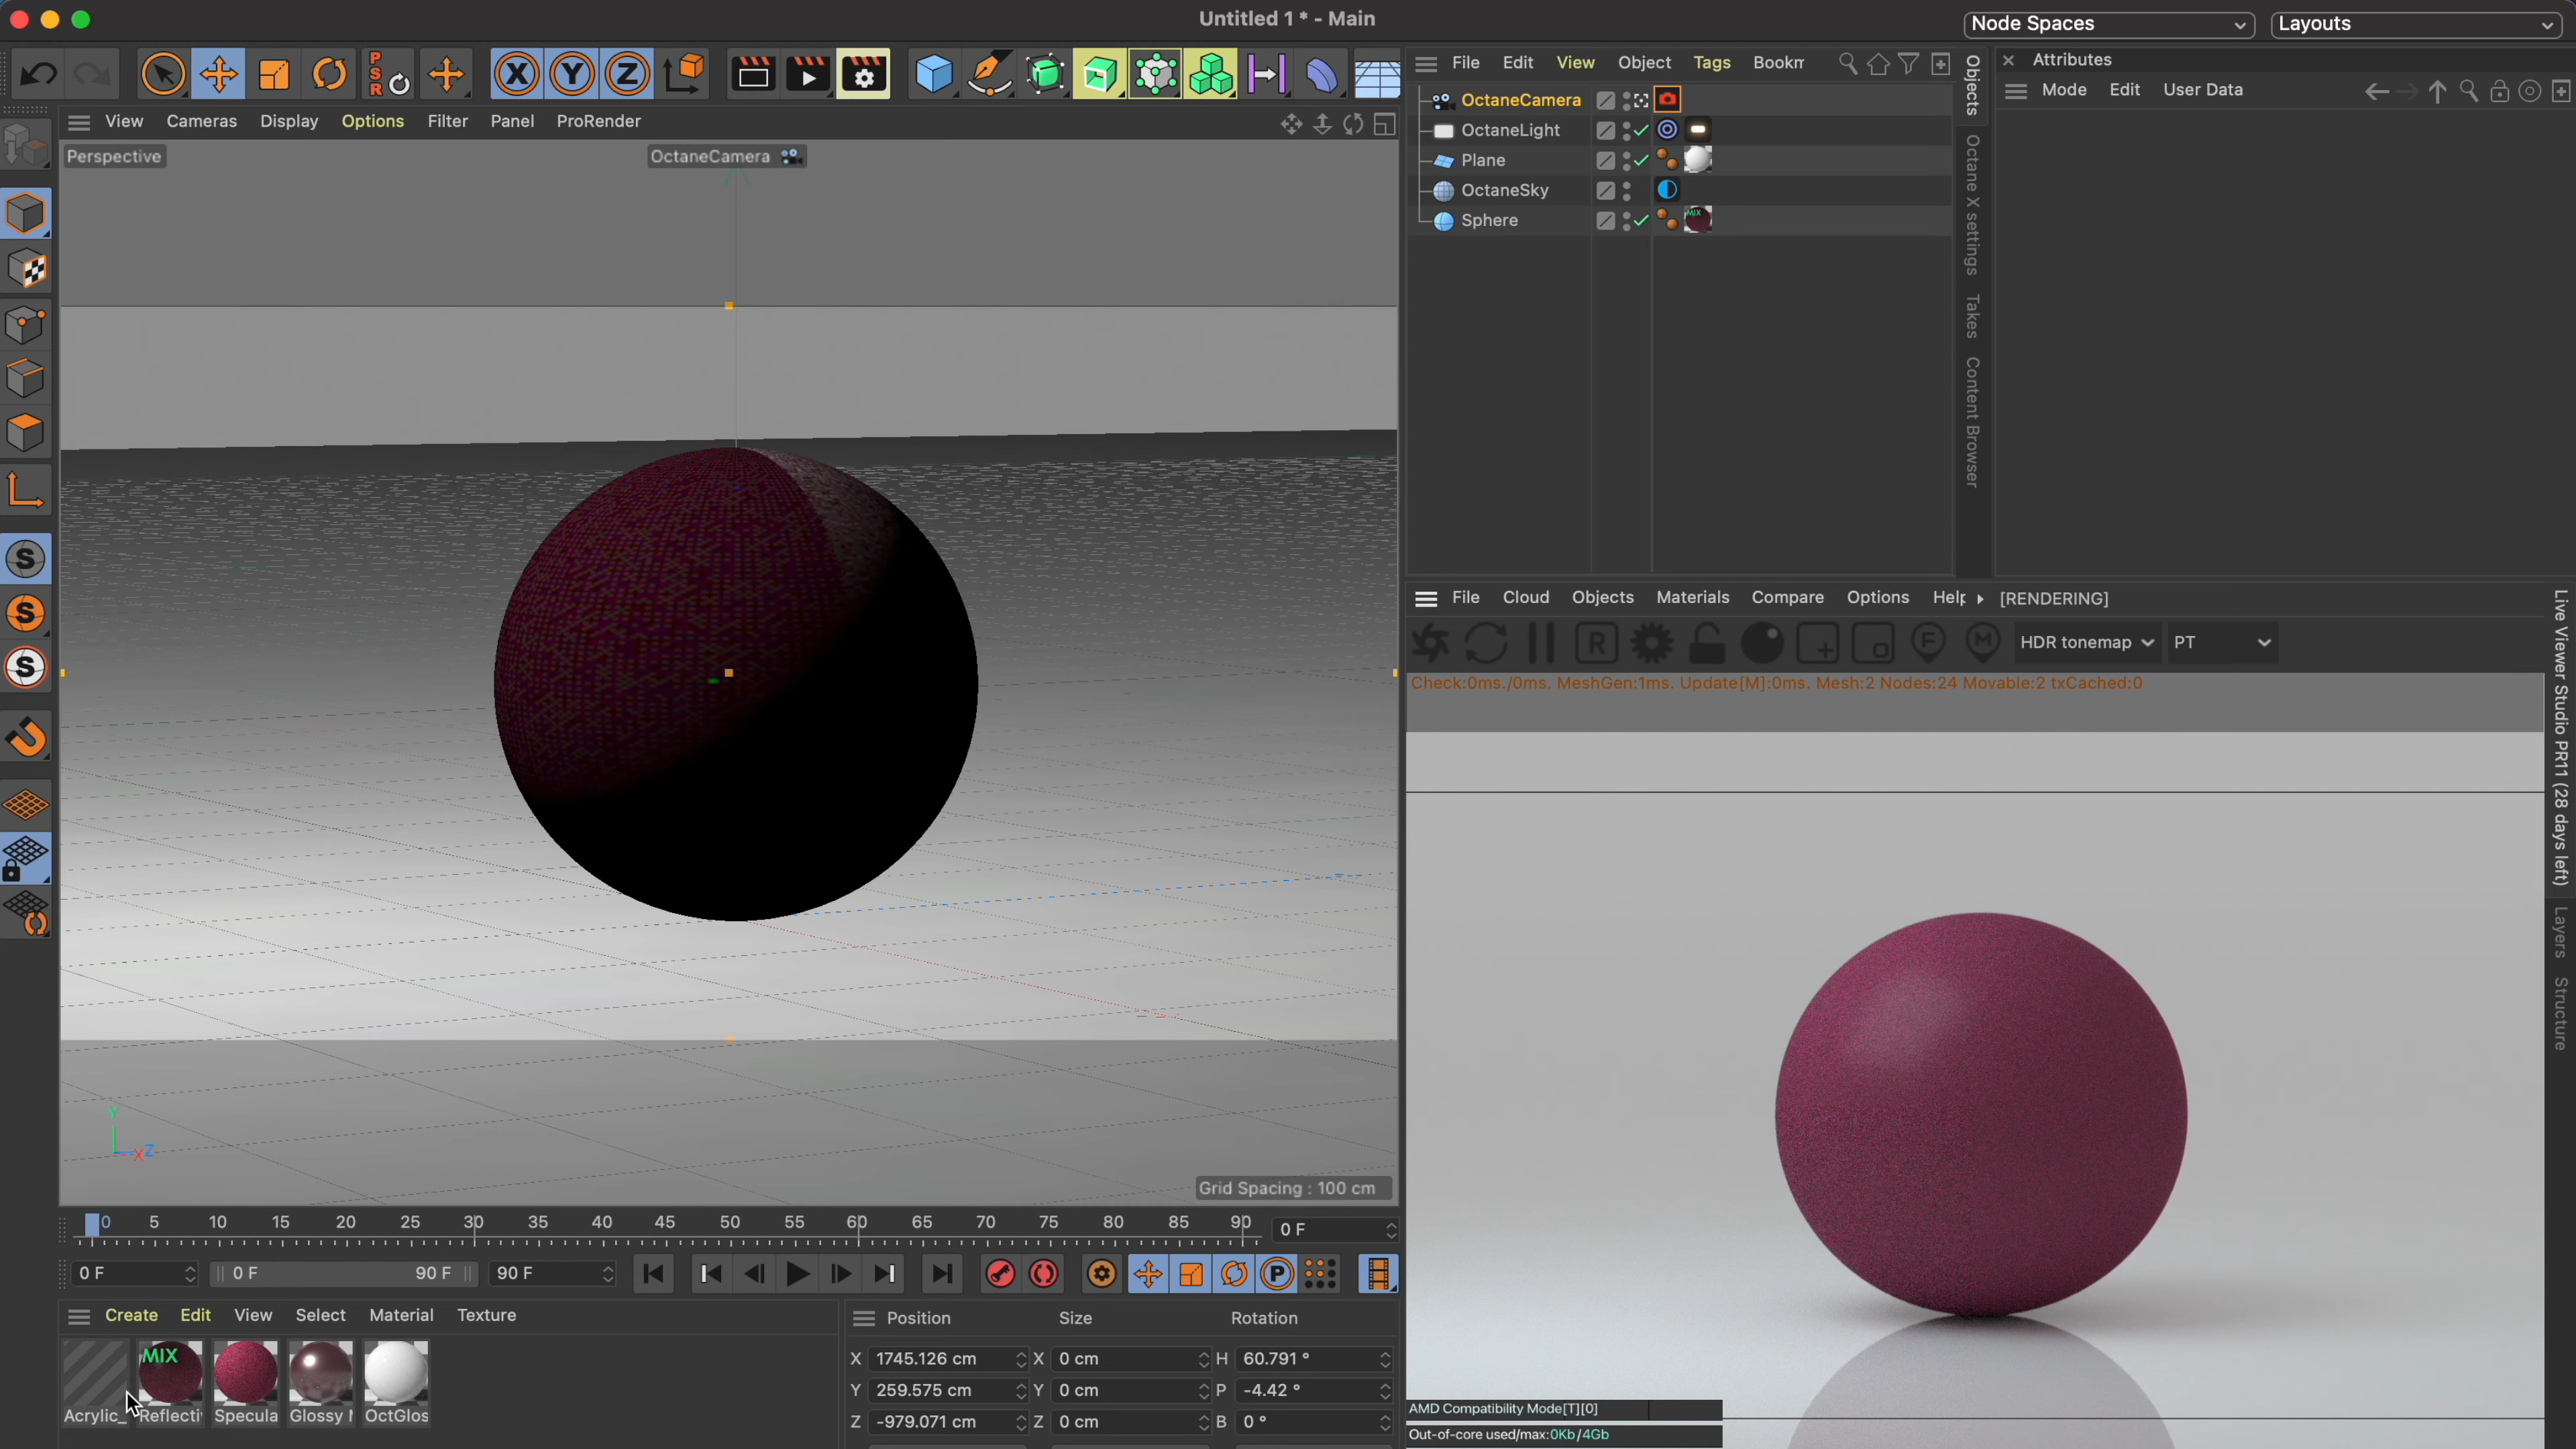 Untitled 1 * - Main
Node Spaces
Layouts
PSR
X Y Z
File Edit View Object Tags Bookm
Attributes
Mode Edit User Data
View Cameras Display Options Filter Panel ProRender
Perspective
OctaneCamera
OctaneCamera
OctaneLight
Plane
OctaneSky
Sphere
MIX
Objects
Octane X settings
Takes
Content Browser
S
S
S
File Cloud Objects Materials Compare Options Help [RENDERING]
R
F
M
HDR tonemap
PT
Check:0ms./0ms. MeshGen:1ms. Update[M]:0ms. Mesh:2 Nodes:24 Movable:2 txCached:0
Live Viewer Studio PR11 (28 days left)
Layers
Structure
Y
X
Z
Grid Spacing : 100 cm
0 5 10 15 20 25 30 35 40 45 50 55 60 65 70 75 80 85 90
0 F
0 F
0 F 90 F
90 F
P
Create Edit View Select Material Texture
Position Size Rotation
MIX
X 1745.126 cm X 0 cm H 60.791 °
Y 259.575 cm Y 0 cm P -4.42 °
Z -979.071 cm Z 0 cm B 0 °
Acrylic_ Reflecti Specula Glossy OctGlos
AMD Compatibility Mode[T][0]
Out-of-core used/max:0Kb/4Gb